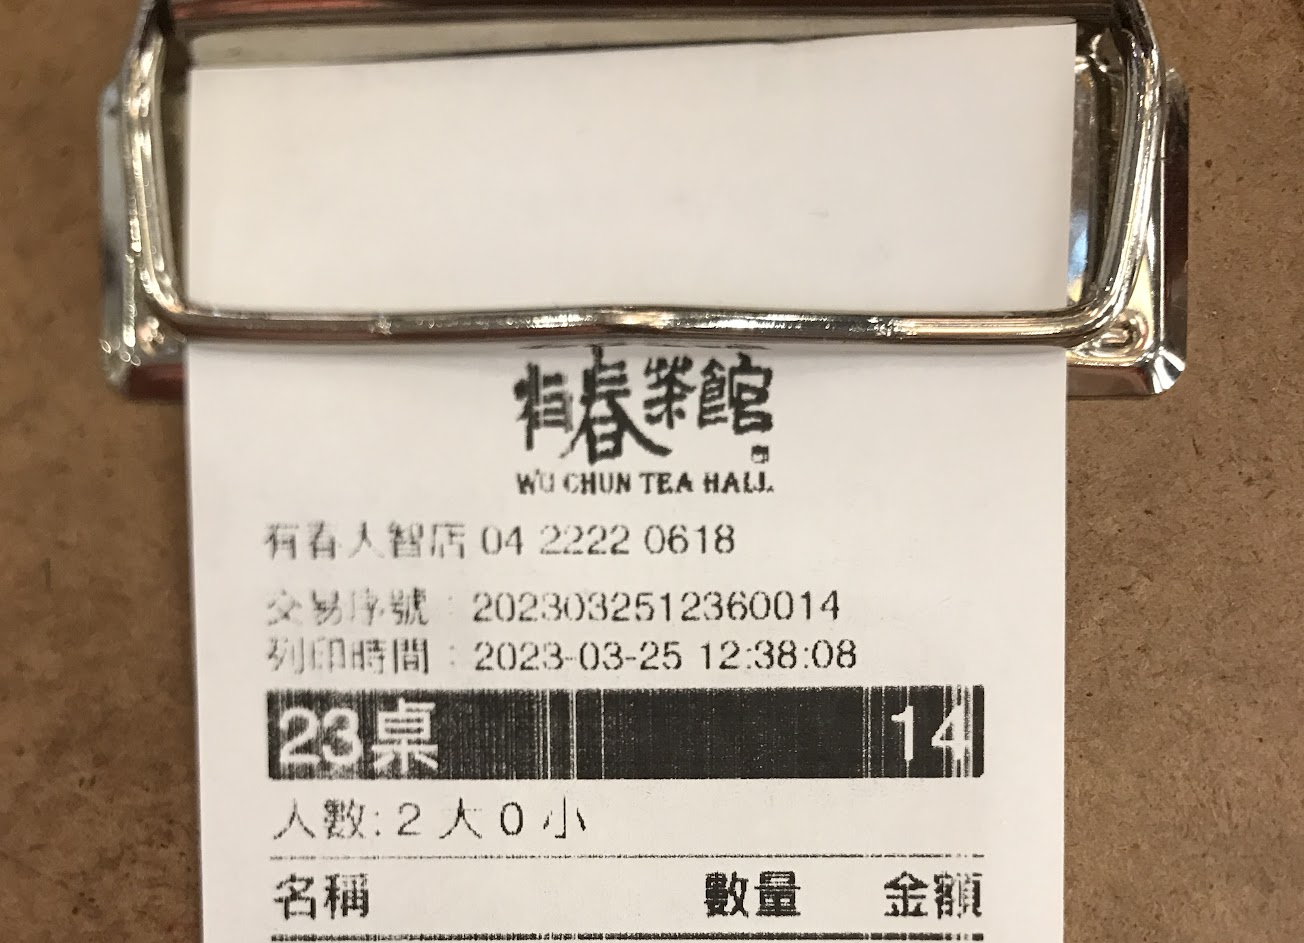 有春茶館
WU CHUN TEA HALL
有春人智店 04 2222 0618
交易序號 : 2023032512360014
列印時間 : 2023-03-25 12:38:08
23桌 14
人數: 2 大 0 小
名稱 數量 金額